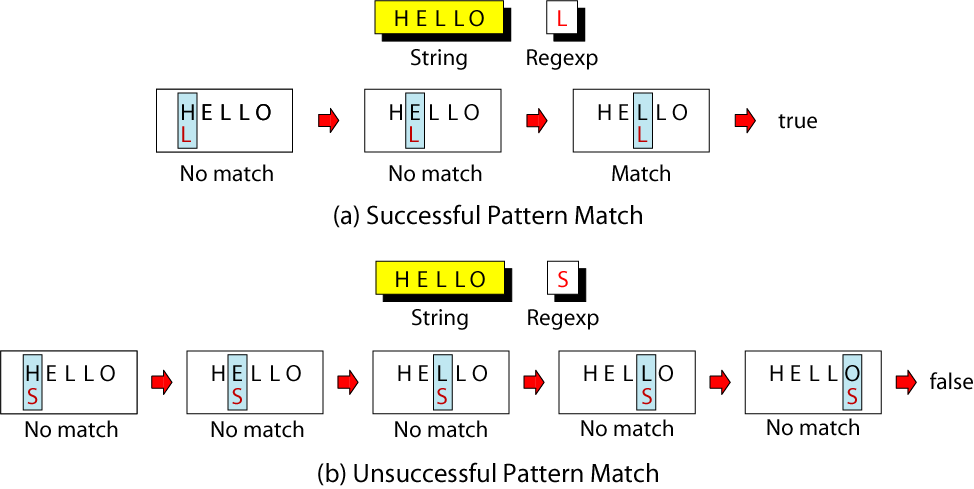 HELLO L
String Regexp
HELLO HELLO HELLO true
L L L
No match No match Match
(a) Successful Pattern Match
HELLO S
String Regexp
HELLO HELLO HELLO HELLO HELLO false
S S S S S
No match No match No match No match No match
(b) Unsuccessful Pattern Match